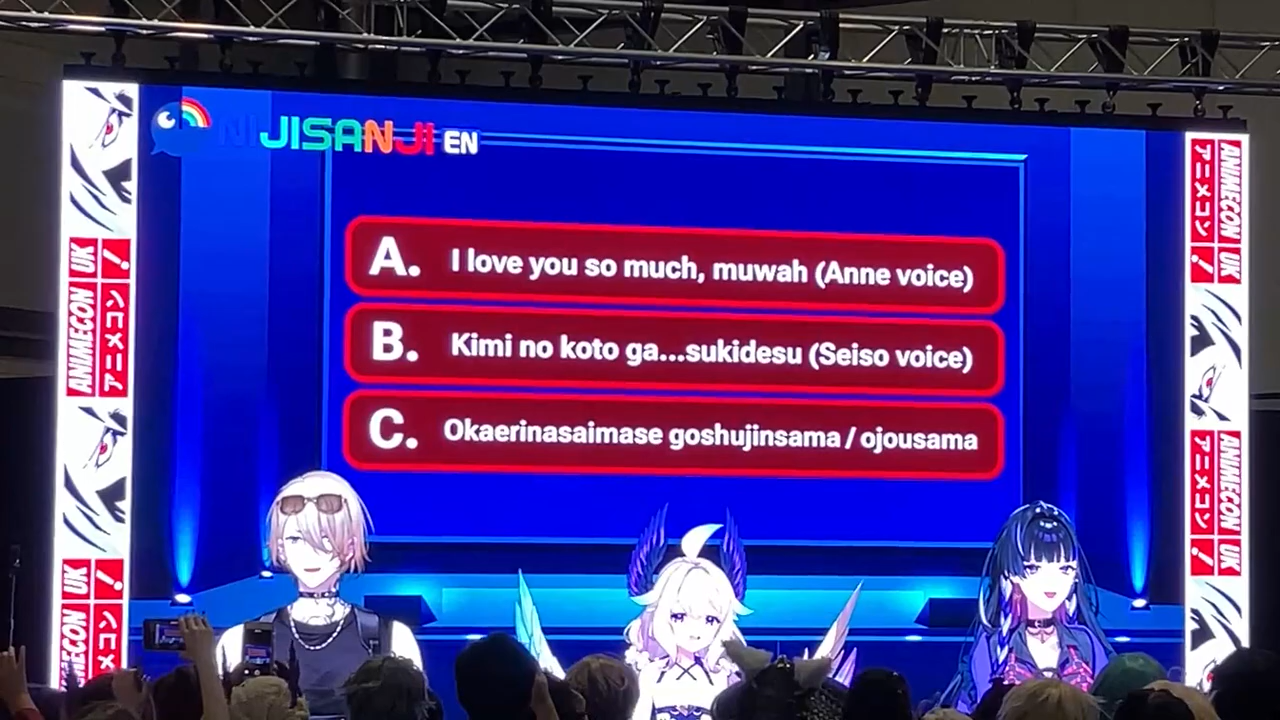 NIJISANJI EN
A. I love you so much, muwah (Anne voice)
B. Kimi no koto ga...sukidesu (Seiso voice)
C. Okaerinasaimase goshujinsama / ojousama
ANIMECON UK
アニメコン！
ANIMECON UK
アニメコン
ANIMECON UK
アニメコン！
ANIMECON UK
アニメコン！